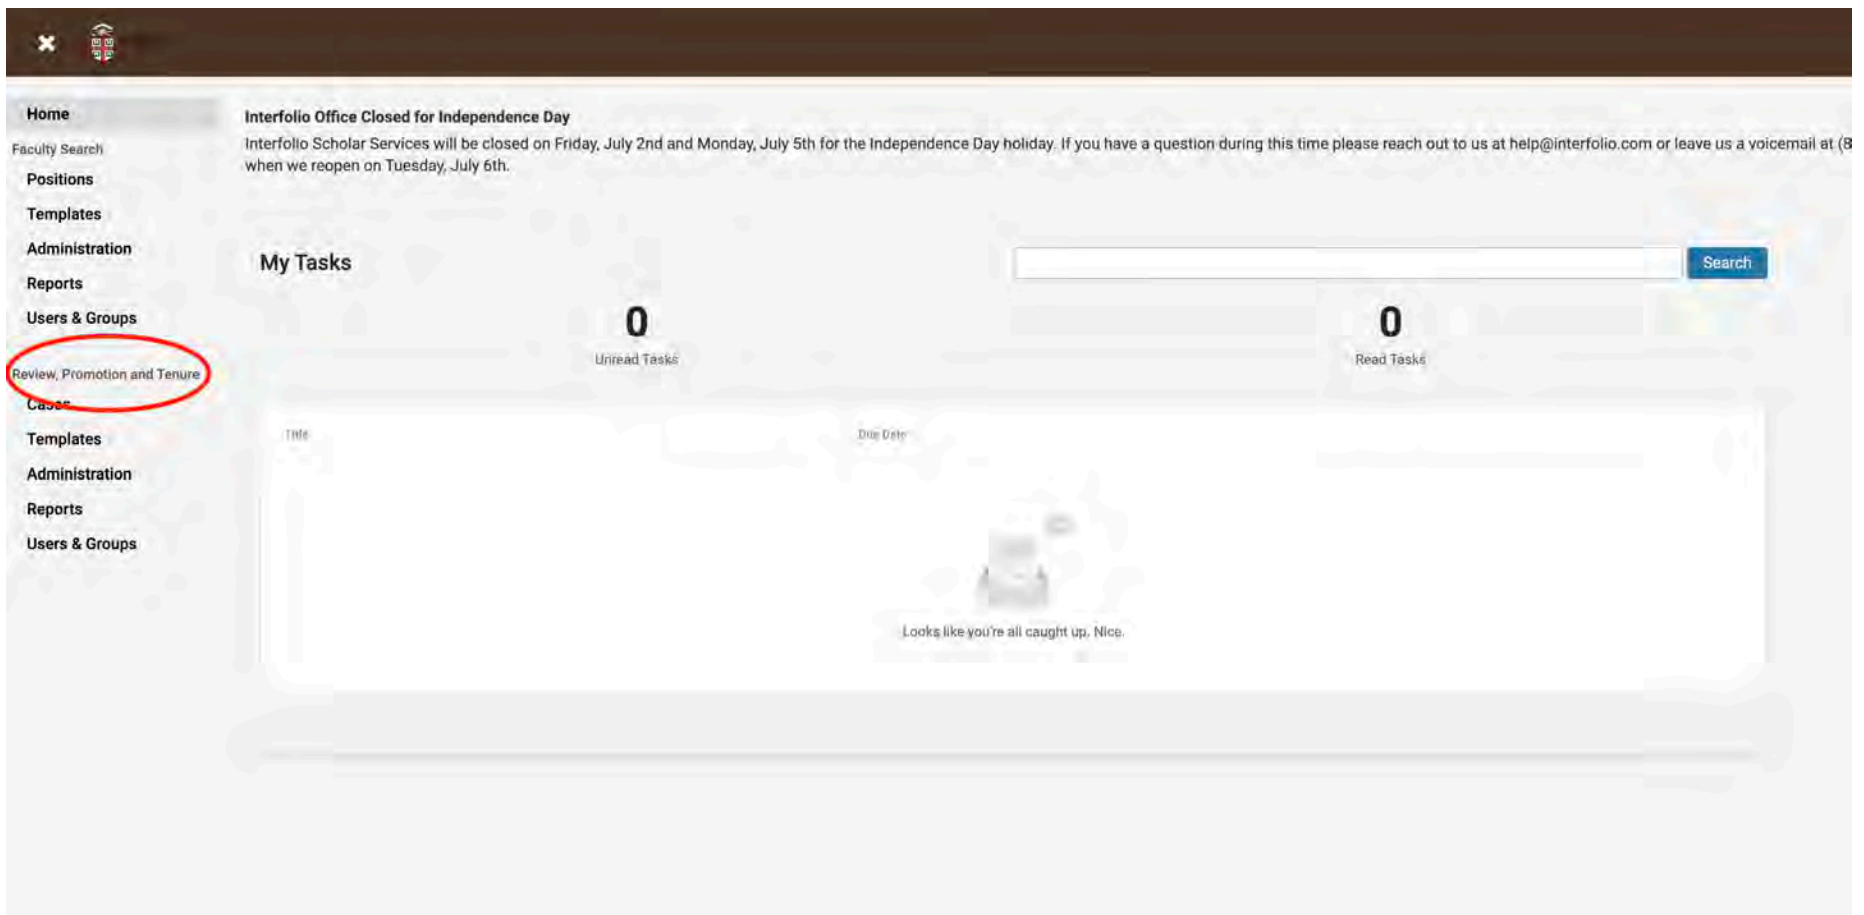 Home
Faculty Search
Positions
Templates
Administration
Reports
Users & Groups
Review, Promotion and Tenure
Cases
Templates
Administration
Reports
Users & Groups
Interfolio Office Closed for Independence Day
Interfolio Scholar Services will be closed on Friday, July 2nd and Monday, July 5th for the Independence Day holiday. If you have a question during this time please reach out to us at help@interfolio.com or leave us a voicemail at (8
when we reopen on Tuesday, July 6th.
My Tasks
Search
0
Unread Tasks
0
Read Tasks
Title
Due Date
Looks like you're all caught up. Nice.